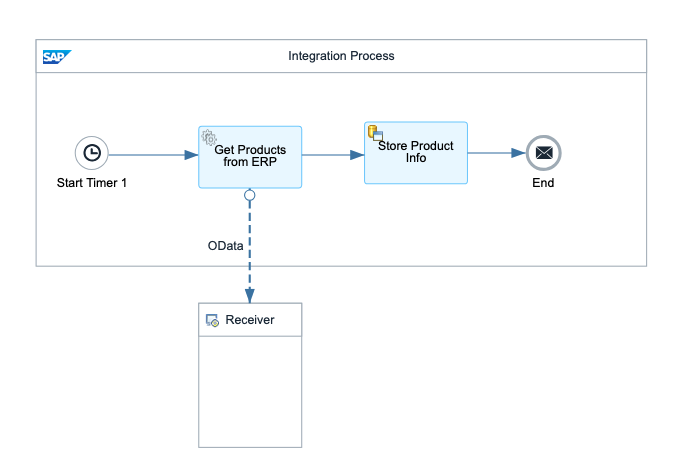 SAP
Integration Process
Get Products
from ERP
Store Product
Info
Start Timer 1
End
OData
Receiver